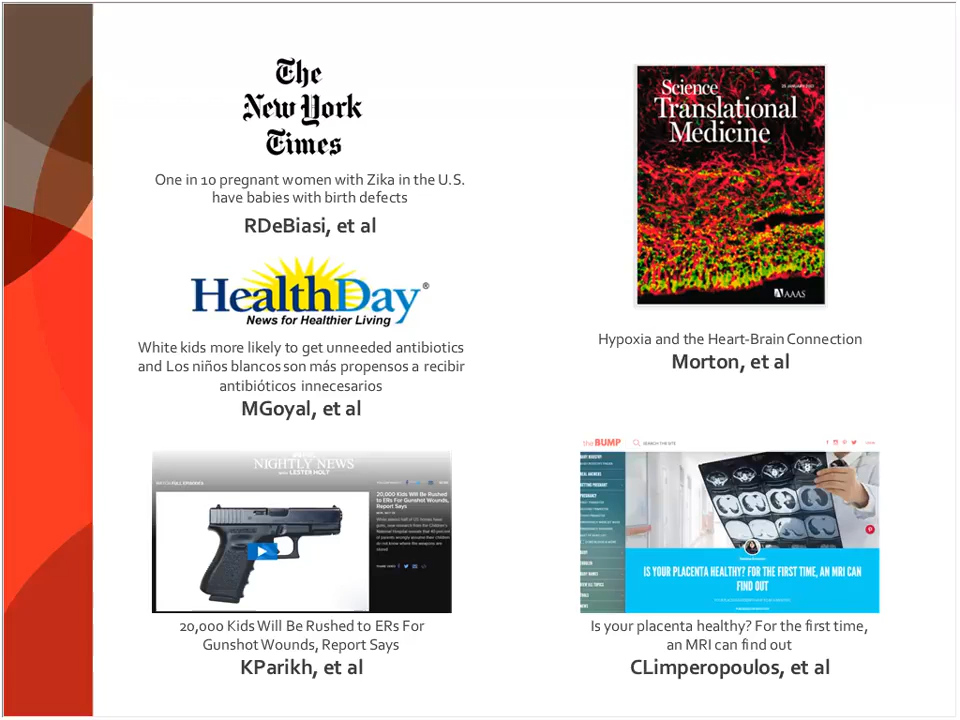 The
New York
Times
One in 10 pregnant women with Zika in the U.S.
have babies with birth defects
RDeBiasi, et al
HealthDay®
News for Healthier Living
White kids more likely to get unneeded antibiotics
and Los niños blancos son más propensos a recibir
antibióticos innecesarios
MGoyal, et al
NIGHTLY NEWS
WITH LESTER HOLT
WATCH FULL EPISODES
20,000 Kids Will Be Rushed
to ERs For Gunshot Wounds,
Report Says
20,000 Kids Will Be Rushed to ERs For
Gunshot Wounds, Report Says
KParikh, et al
Science
Translational
Medicine
AAAS
Hypoxia and the Heart-Brain Connection
Morton, et al
the BUMP
SEARCH THE SITE
REAL ANSWERS
GETTING PREGNANT
PREGNANCY
IS YOUR PLACENTA HEALTHY? FOR THE FIRST TIME, AN MRI CAN
FIND OUT
Is your placenta healthy? For the first time,
an MRI can find out
CLimperopoulos, et al